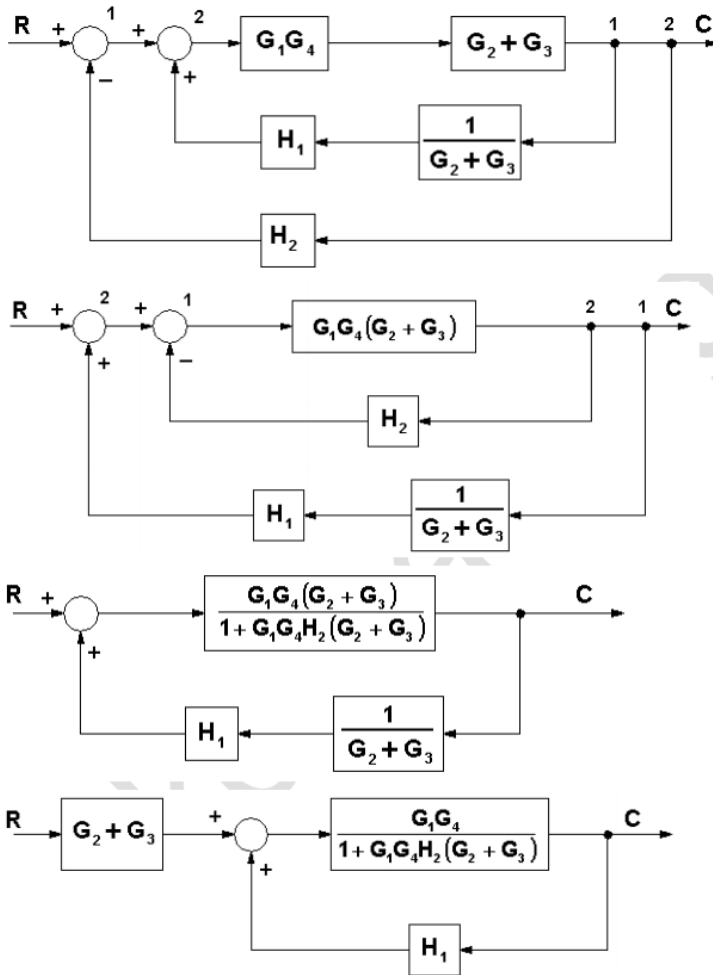 R + 1 + 2 G₁G₄ G₂ + G₃ 1 2 C
− +
H₁ 1/(G₂ + G₃)
H₂
R + 2 + 1 G₁G₄(G₂ + G₃) 2 1 C
+ −
H₂
H₁ 1/(G₂ + G₃)
R + G₁G₄(G₂ + G₃)/(1 + G₁G₄H₂(G₂ + G₃)) C
+
H₁ 1/(G₂ + G₃)
R G₂ + G₃ + G₁G₄/(1 + G₁G₄H₂(G₂ + G₃)) C
+
H₁